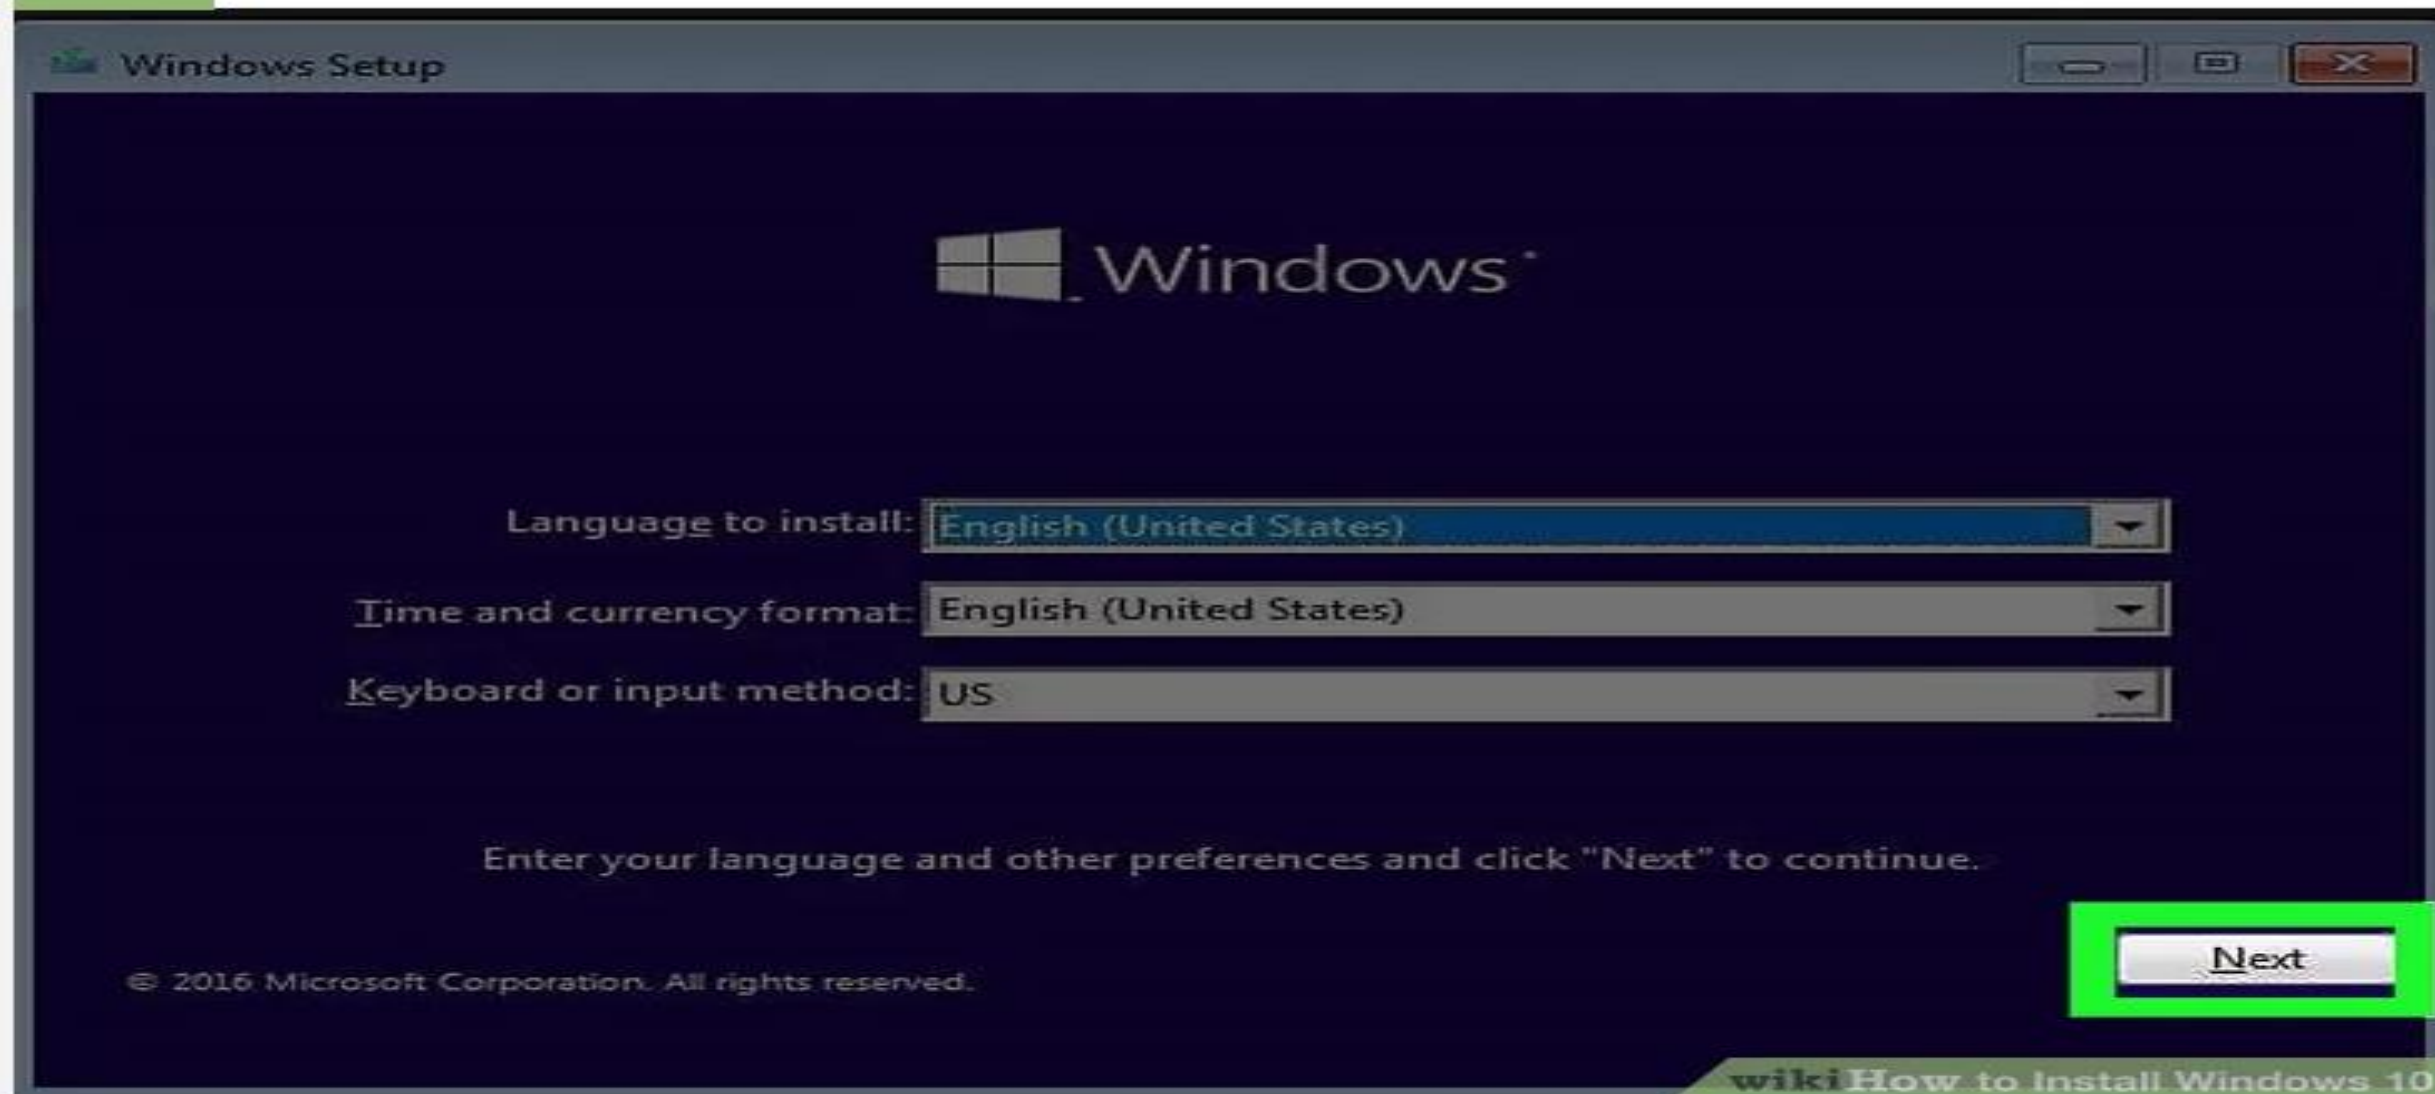 Windows Setup
Windows
Language to install: English (United States)
Time and currency format: English (United States)
Keyboard or input method: US
Enter your language and other preferences and click "Next" to continue.
Next
© 2016 Microsoft Corporation. All rights reserved.
wikiHow to Install Windows 10